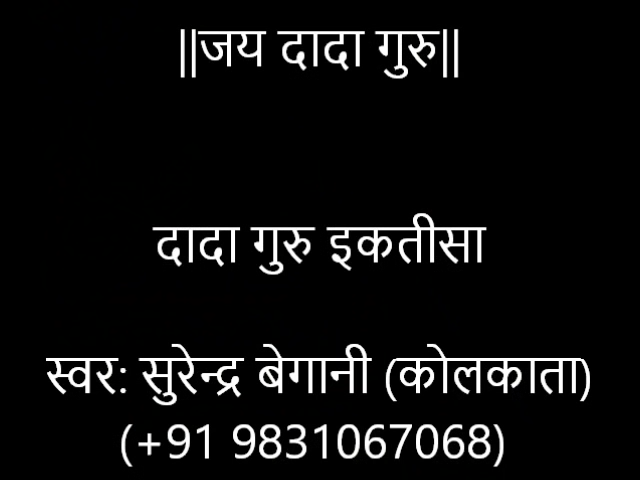 ||जय दादा गुरु||
दादा गुरु इकतीसा
स्वर: सुरेन्द्र बेगानी (कोलकाता)
(+91 9831067068)